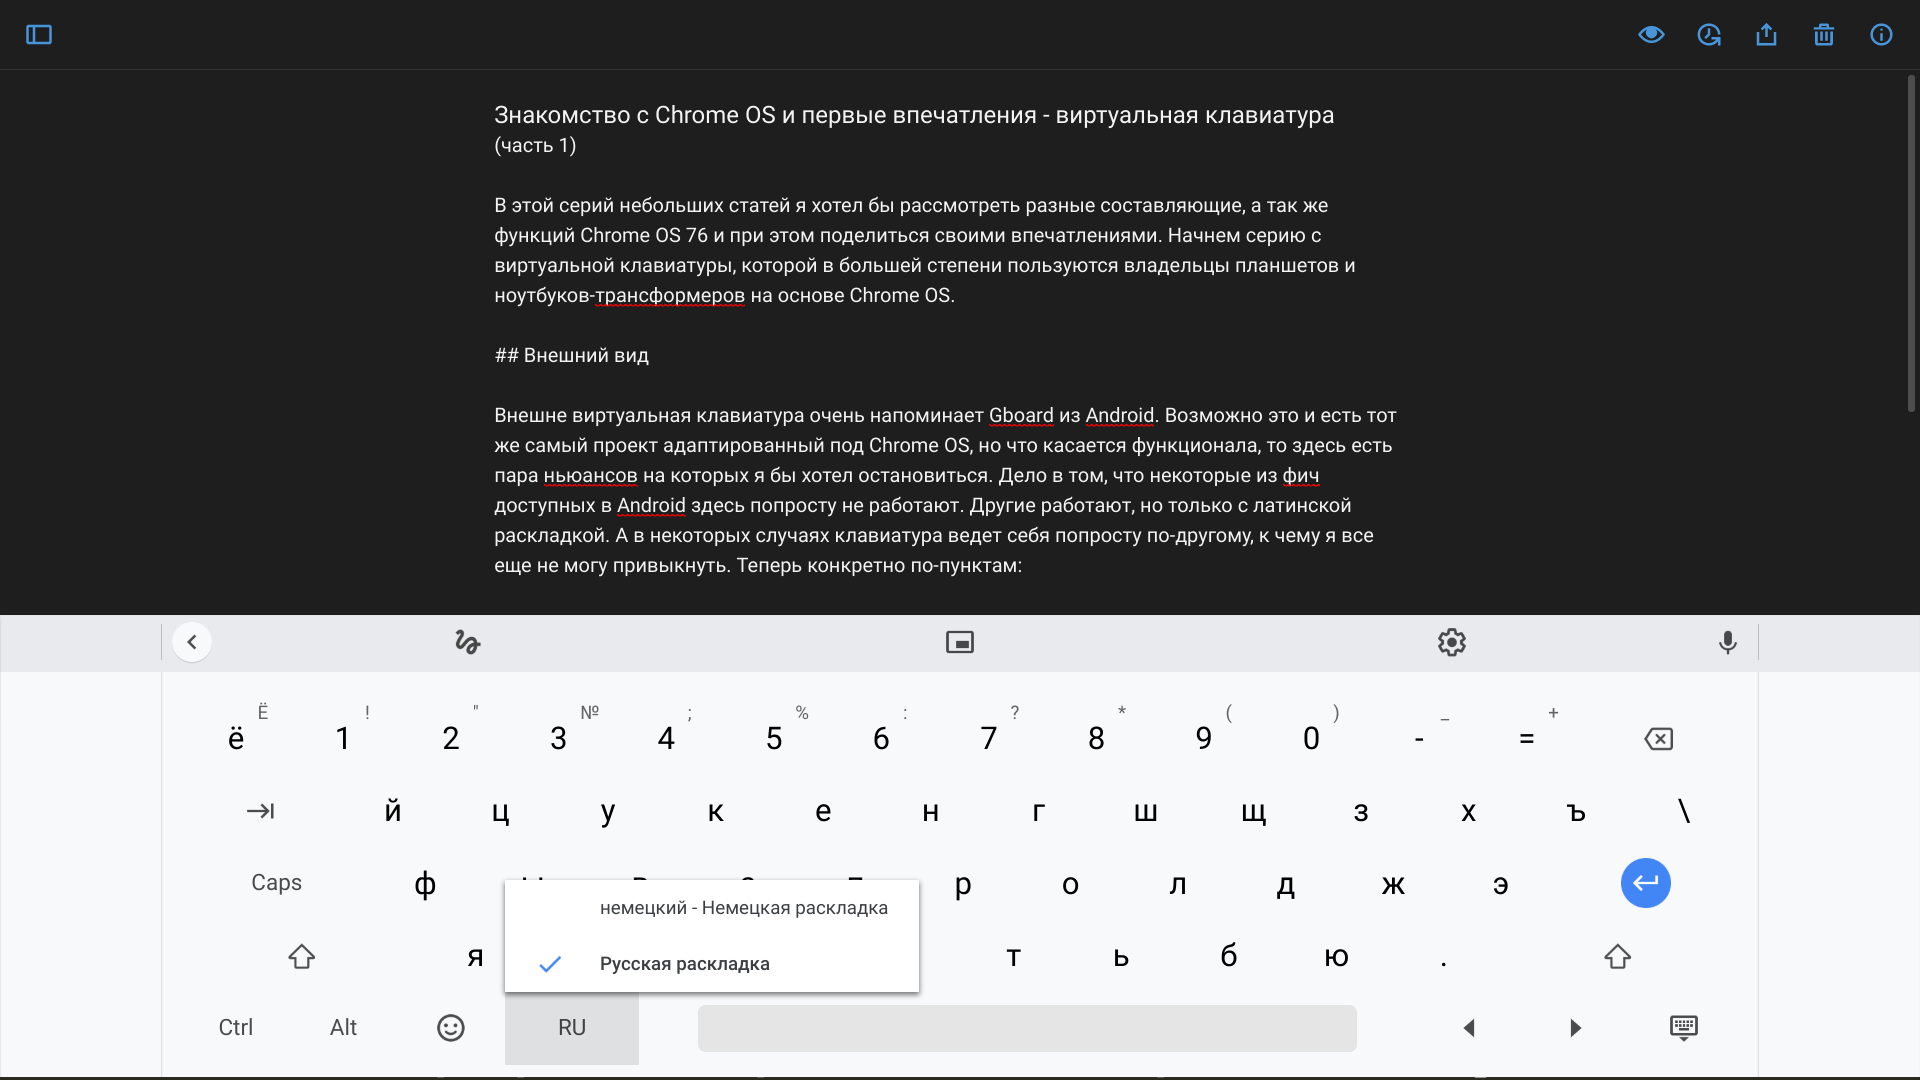 Знакомство с Chrome OS и первые впечатления - виртуальная клавиатура
(часть 1)
В этой серий небольших статей я хотел бы рассмотреть разные составляющие, а так же
функций Chrome OS 76 и при этом поделиться своими впечатлениями. Начнем серию с
виртуальной клавиатуры, которой в большей степени пользуются владельцы планшетов и
ноутбуков-трансформеров на основе Chrome OS.
## Внешний вид
Внешне виртуальная клавиатура очень напоминает Gboard из Android. Возможно это и есть тот
же самый проект адаптированный под Chrome OS, но что касается функционала, то здесь есть
пара ньюансов на которых я бы хотел остановиться. Дело в том, что некоторые из фич
доступных в Android здесь попросту не работают. Другие работают, но только с латинской
раскладкой. А в некоторых случаях клавиатура ведет себя попросту по-другому, к чему я все
еще не могу привыкнуть. Теперь конкретно по-пунктам:
Ё ! " № ; % : ? * ( ) _ +
ё 1 2 3 4 5 6 7 8 9 0 - =
й ц у к е н г ш щ з х ъ \
Caps ф р о л д ж э
немецкий - Немецкая раскладка
я т ь б ю .
Русская раскладка
Ctrl Alt RU